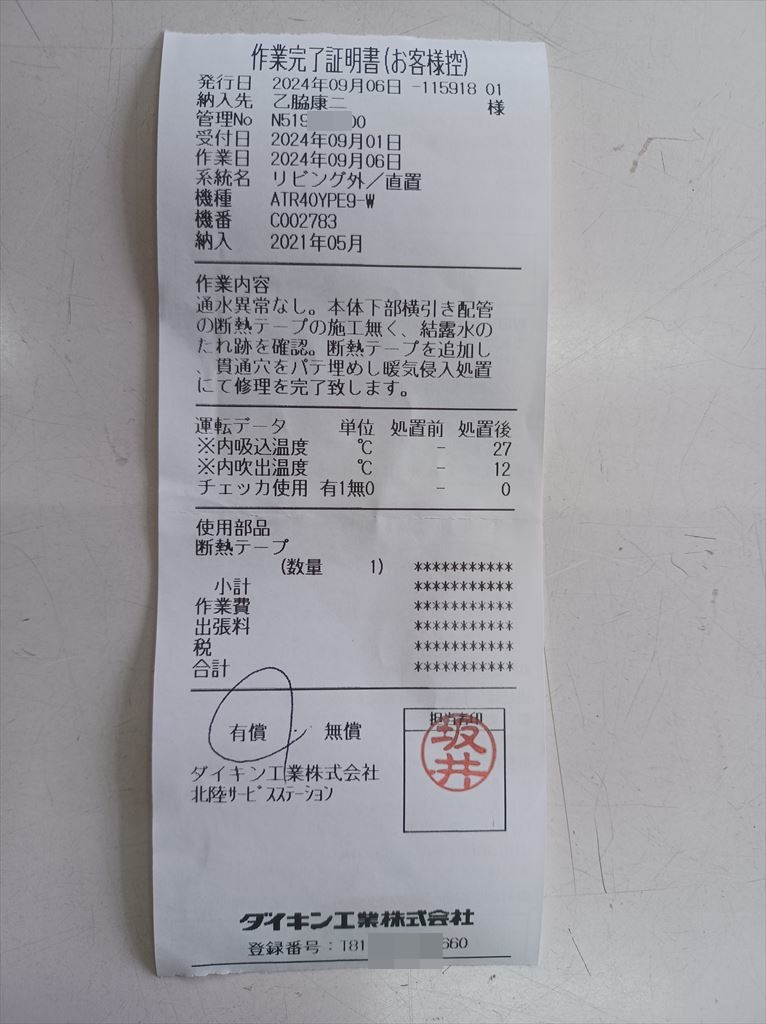 作業完了証明書(お客様控)
発行日 2024年09月06日 -115918 01
納入先 乙脇康二 様
管理No N519 00
受付日 2024年09月01日
作業日 2024年09月06日
系統名 リビング外/直置
機種 ATR40YPE9-W
機番 C002783
納入 2021年05月
作業内容
通水異常なし。本体下部横引き配管
の断熱テープの施工無く、結露水の
たれ跡を確認。断熱テープを追加し
、貫通穴をパテ埋めし暖気侵入処置
にて修理を完了致します。
運転データ 単位 処置前 処置後
※内吸込温度 ℃ - 27
※内吹出温度 ℃ - 12
チェッカ使用 有1無0 - 0
使用部品
断熱テープ
(数量 1) ***********
小計 ***********
作業費 ***********
出張料 ***********
税 ***********
合計 ***********
有償 ・ 無償
担当者印
坂井
ダイキン工業株式会社
北陸サービスステーション
ダイキン工業株式会社
登録番号:T81 660